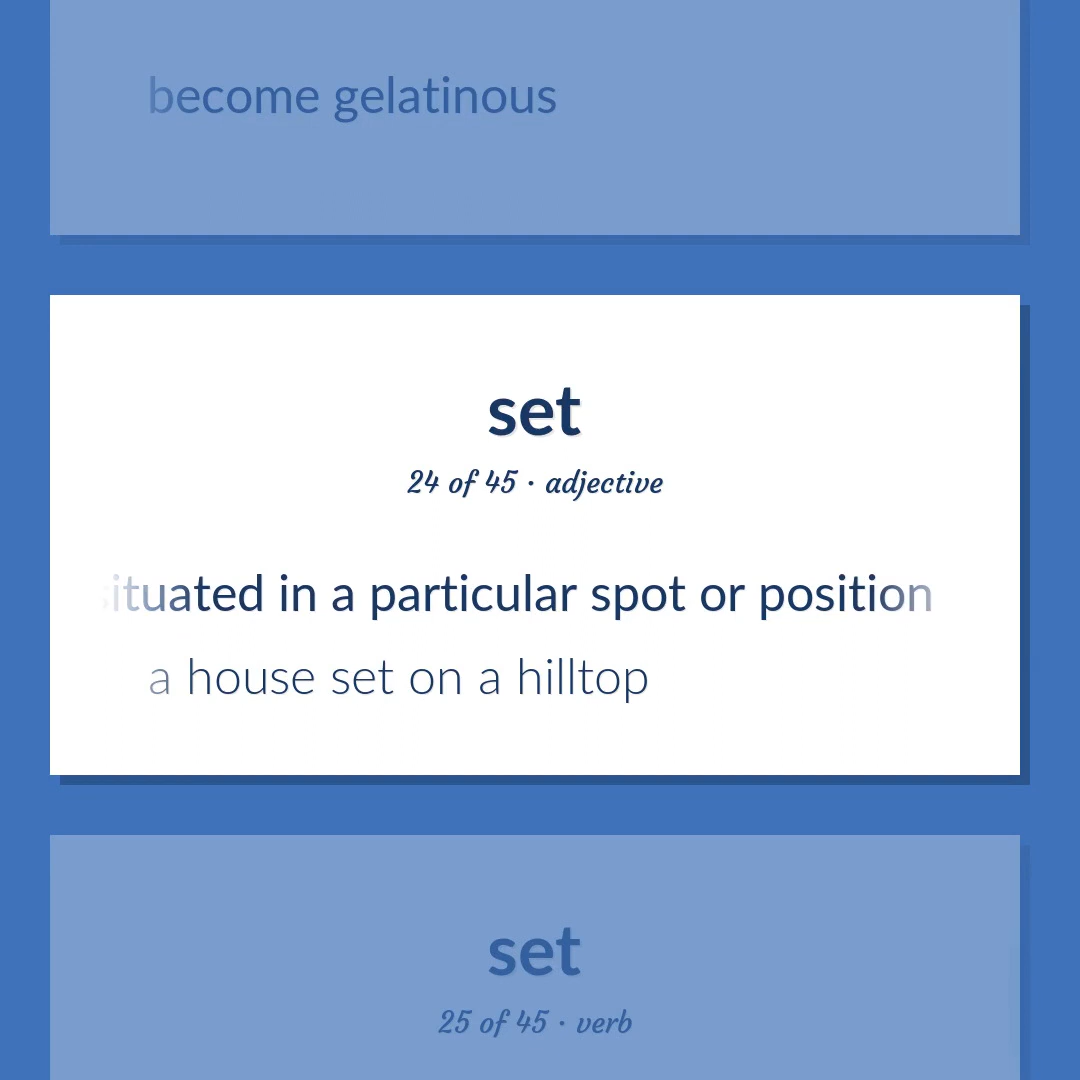 become gelatinous
set
24 of 45 · adjective
situated in a particular spot or position
a house set on a hilltop
set
25 of 45 · verb